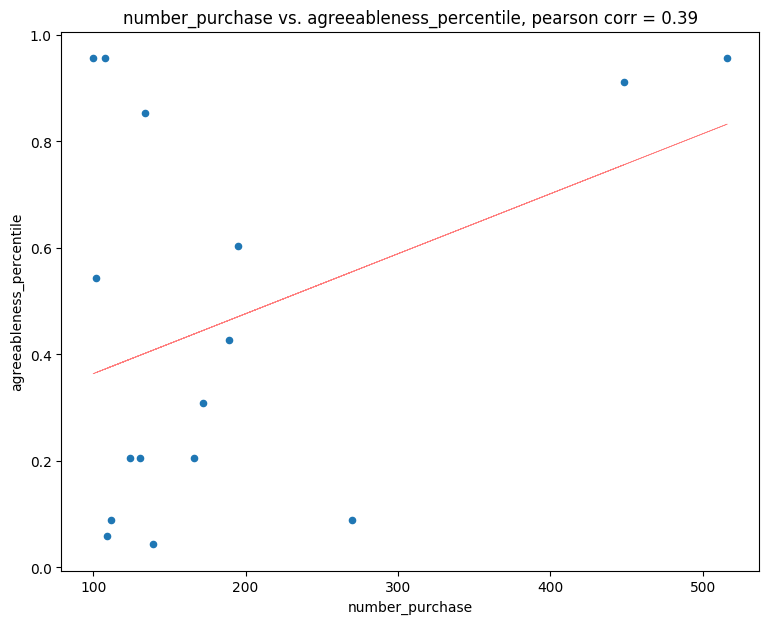 number_purchase vs. agreeableness_percentile, pearson corr = 0.39
1.0
0.8
0.6
0.4
0.2
0.0
agreeableness_percentile
100 200 300 400 500
number_purchase